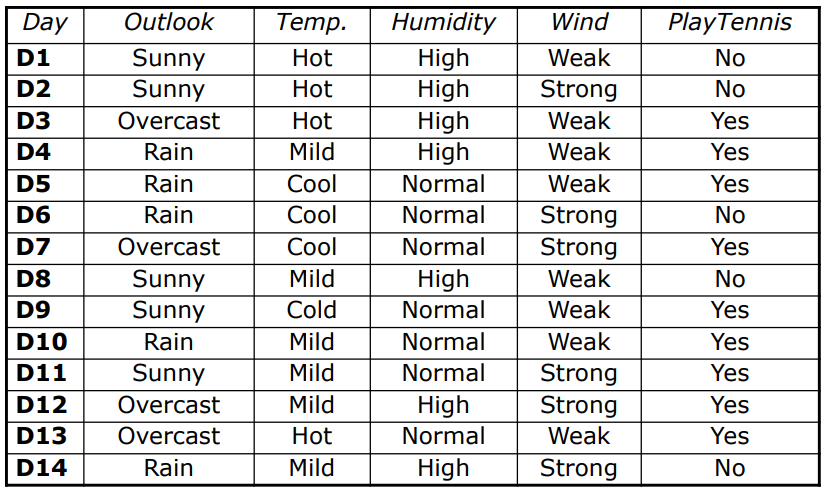 Day Outlook Temp. Humidity Wind PlayTennis
D1 Sunny Hot High Weak No
D2 Sunny Hot High Strong No
D3 Overcast Hot High Weak Yes
D4 Rain Mild High Weak Yes
D5 Rain Cool Normal Weak Yes
D6 Rain Cool Normal Strong No
D7 Overcast Cool Normal Strong Yes
D8 Sunny Mild High Weak No
D9 Sunny Cold Normal Weak Yes
D10 Rain Mild Normal Weak Yes
D11 Sunny Mild Normal Strong Yes
D12 Overcast Mild High Strong Yes
D13 Overcast Hot Normal Weak Yes
D14 Rain Mild High Strong No